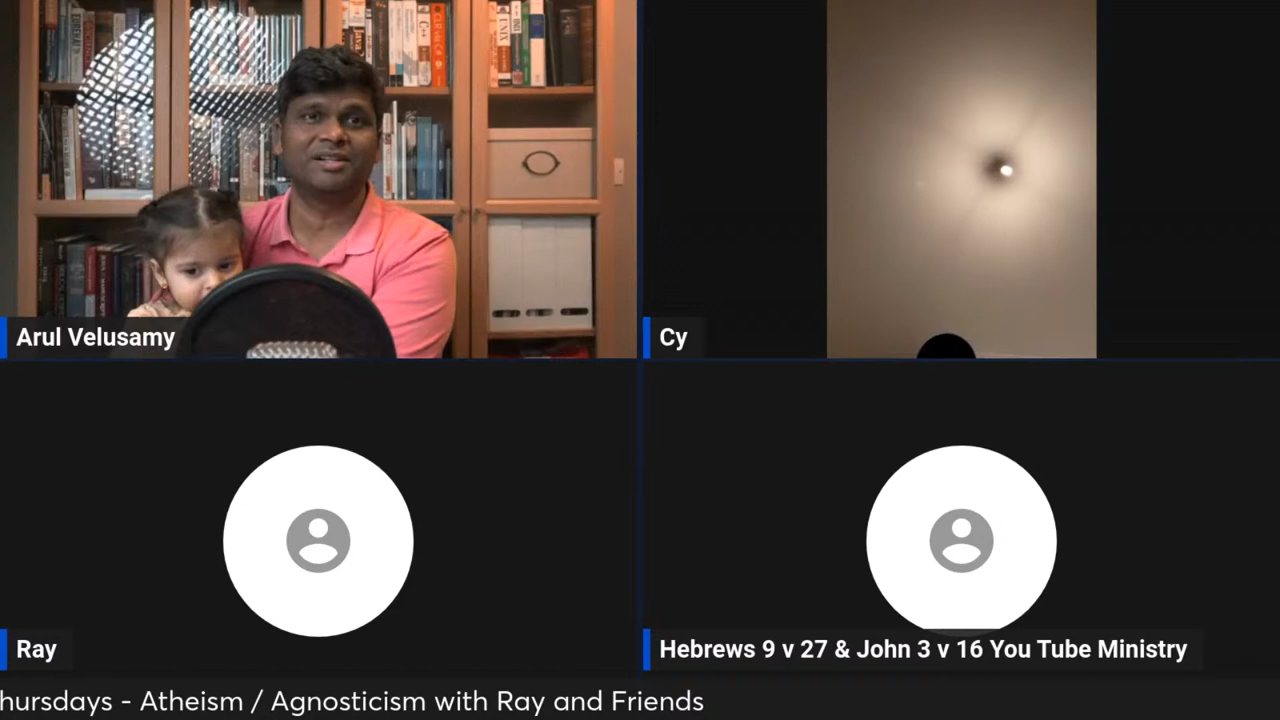 C++
UNIX
Arul Velusamy
Cy
Ray
Hebrews 9 v 27 & John 3 v 16 You Tube Ministry
hursdays - Atheism / Agnosticism with Ray and Friends